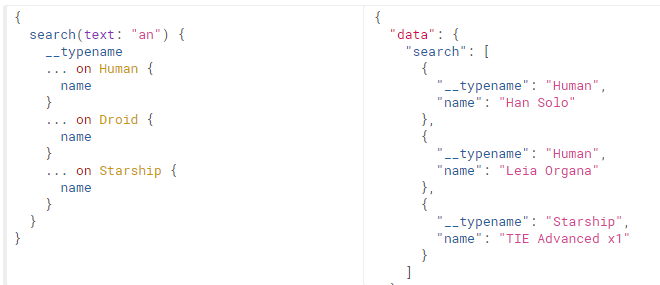 {
  search(text: "an") {
    __typename
    ... on Human {
      name
    }
    ... on Droid {
      name
    }
    ... on Starship {
      name
    }
  }
}
{
  "data": {
    "search": [
      {
        "__typename": "Human",
        "name": "Han Solo"
      },
      {
        "__typename": "Human",
        "name": "Leia Organa"
      },
      {
        "__typename": "Starship",
        "name": "TIE Advanced x1"
      }
    ]